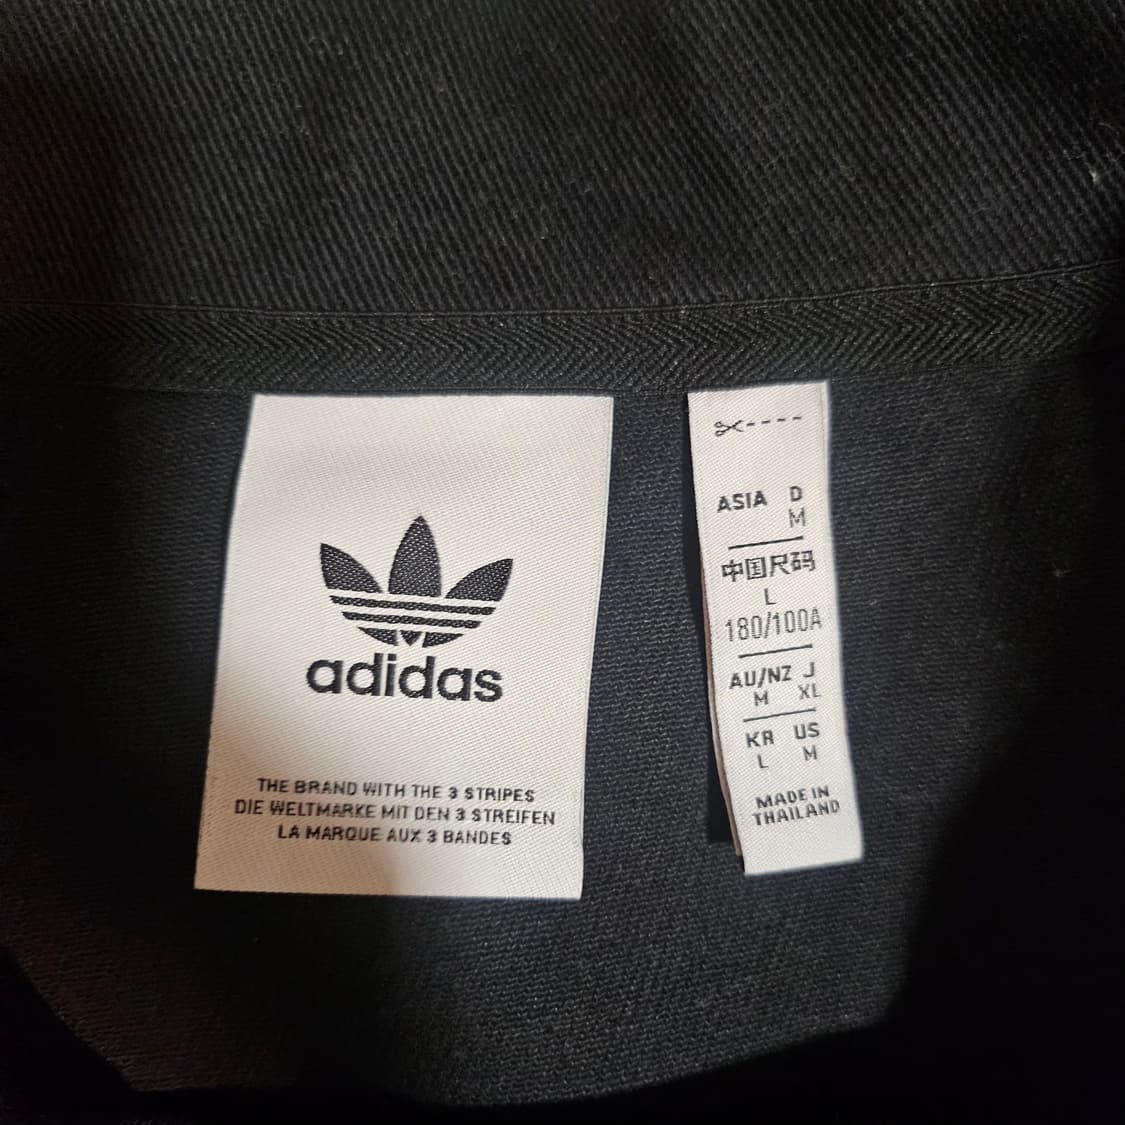 adidas
THE BRAND WITH THE 3 STRIPES
DIE WELTMARKE MIT DEN 3 STREIFEN
LA MARQUE AUX 3 BANDES
ASIA D
M
中国尺码
L
180/100A
AU/NZ J
M XL
KR US
L M
MADE IN
THAILAND